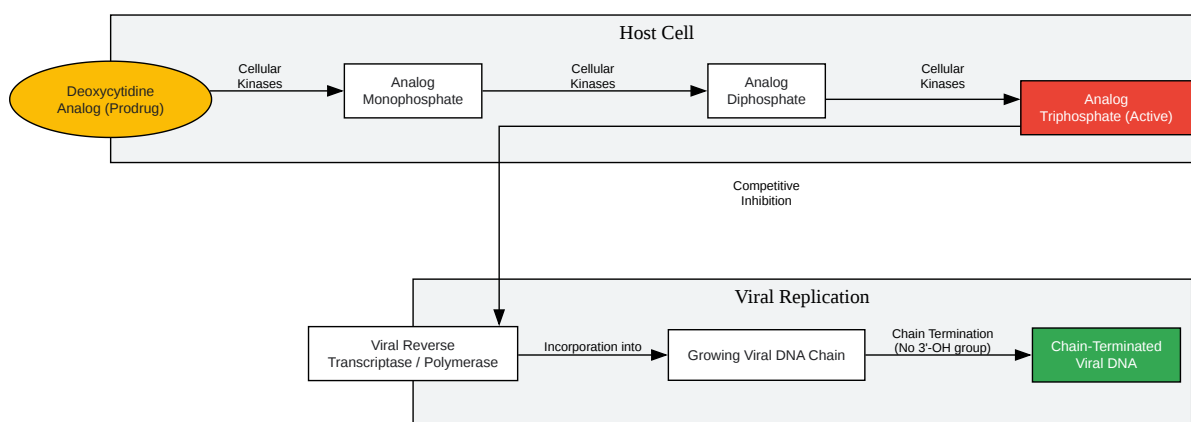 Host Cell
Deoxycytidine
Analog (Prodrug)
Cellular
Kinases
Analog
Monophosphate
Cellular
Kinases
Analog
Diphosphate
Cellular
Kinases
Analog
Triphosphate (Active)
Competitive
Inhibition
Viral Replication
Viral Reverse
Transcriptase / Polymerase
Incorporation into
Growing Viral DNA Chain
Chain Termination
(No 3'-OH group)
Chain-Terminated
Viral DNA